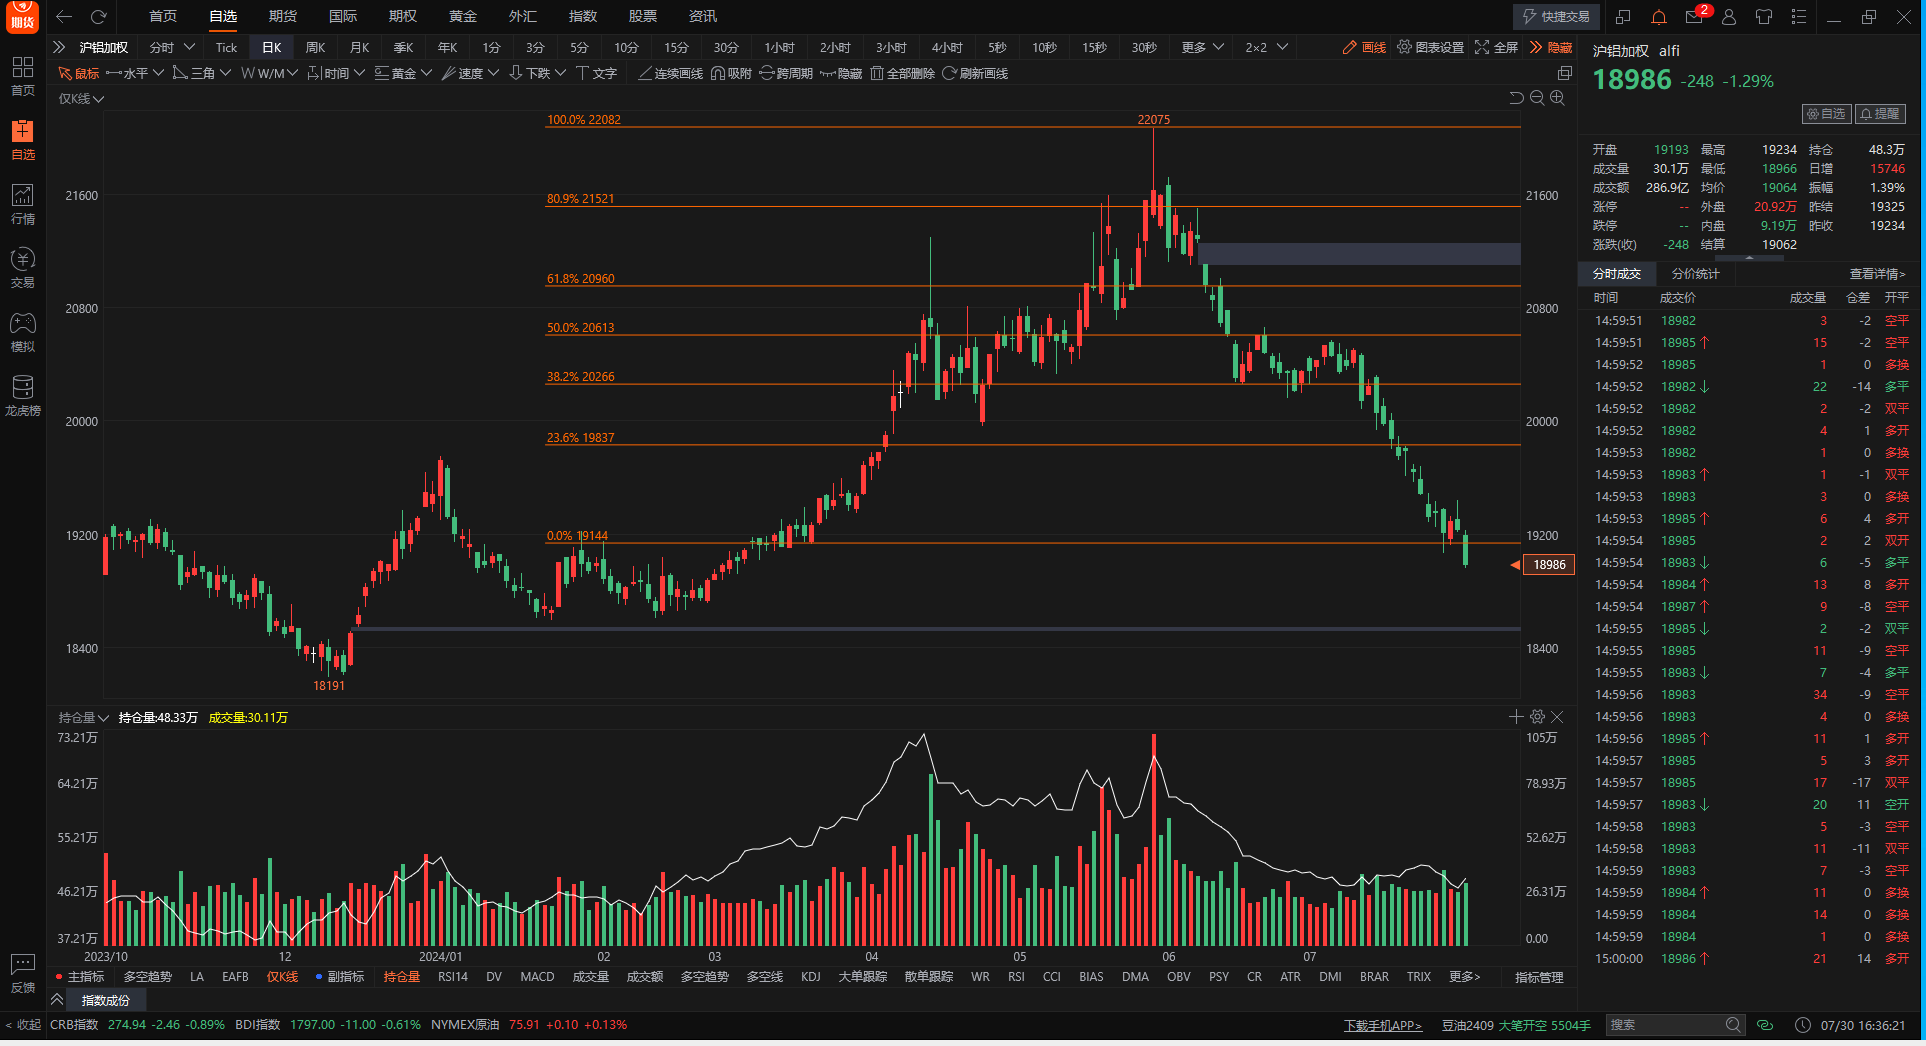 期货
首页 自选 期货 国际 期权 黄金 外汇 指数 股票 资讯
快捷交易 2
沪铝加权 分时 Tick 日K 周K 月K 季K 年K 1分 3分 5分 10分 15分 30分 1小时 2小时 3小时 4小时 5秒 10秒 15秒 30秒 更多 2×2 画线 图表设置 全屏 隐藏
鼠标 水平 三角 W/M 时间 黄金 速度 下跌 文字 连续画线 吸附 跨周期 隐藏 全部删除 刷新画线
首页
自选
行情
交易
模拟
龙虎榜
反馈
< 收起
仅K线
100.0% 22082
22075
80.9% 21521
61.8% 20960
50.0% 20613
38.2% 20266
23.6% 19837
0.0% 19144
18191
21600 21600
20800 20800
20000 20000
19200 19200
18986
18400 18400
持仓量 持仓量:48.33万 成交量:30.11万
73.21万 105万
64.21万 78.93万
55.21万 52.62万
46.21万 26.31万
37.21万 0.00
2023/10 12 2024/01 02 03 04 05 06 07
主指标 多空趋势 LA EAFB 仅K线 副指标 持仓量 RSI14 DV MACD 成交量 成交额 多空趋势 多空线 KDJ 大单跟踪 散单跟踪 WR RSI CCI BIAS DMA OBV PSY CR ATR DMI BRAR TRIX 更多> 指标管理
指数成份
沪铝加权 alfi
18986 -248 -1.29%
自选 提醒
开盘 19193 最高 19234 持仓 48.3万
成交量 30.1万 最低 18966 日增 15746
成交额 286.9亿 均价 19064 振幅 1.39%
涨停 -- 外盘 20.92万 昨结 19325
跌停 -- 内盘 9.19万 昨收 19234
涨跌(收) -248 结算 19062
分时成交 分价统计 查看详情>
时间 成交价 成交量 仓差 开平
14:59:51 18982 3 -2 空平
14:59:51 18985↑ 15 -2 空平
14:59:52 18985 1 0 多换
14:59:52 18982↓ 22 -14 多平
14:59:52 18982 2 -2 双平
14:59:52 18982 4 1 多开
14:59:53 18982 1 0 多换
14:59:53 18983↑ 1 -1 双平
14:59:53 18983 3 0 多换
14:59:53 18985↑ 6 4 多开
14:59:54 18985 2 2 双开
14:59:54 18983↓ 6 -5 多平
14:59:54 18984↑ 13 8 多开
14:59:54 18987↑ 9 -8 空平
14:59:55 18985↓ 2 -2 双平
14:59:55 18985 11 -9 空平
14:59:55 18983↓ 7 -4 多平
14:59:56 18983 34 -9 空平
14:59:56 18983 4 0 多换
14:59:56 18985↑ 11 1 多开
14:59:57 18985 5 3 多开
14:59:57 18985 17 -17 双平
14:59:57 18983↓ 20 11 空开
14:59:58 18983 5 -3 空平
14:59:58 18983 11 -11 双平
14:59:59 18983 7 -3 空平
14:59:59 18984↑ 11 0 多换
14:59:59 18984 14 0 多换
14:59:59 18984 1 0 多换
15:00:00 18986↑ 21 14 多开
CRB指数 274.94 -2.46 -0.89% BDI指数 1797.00 -11.00 -0.61% NYMEX原油 75.91 +0.10 +0.13% 下载手机APP> 豆油2409 大笔开空 5504手 搜索 07/30 16:36:21